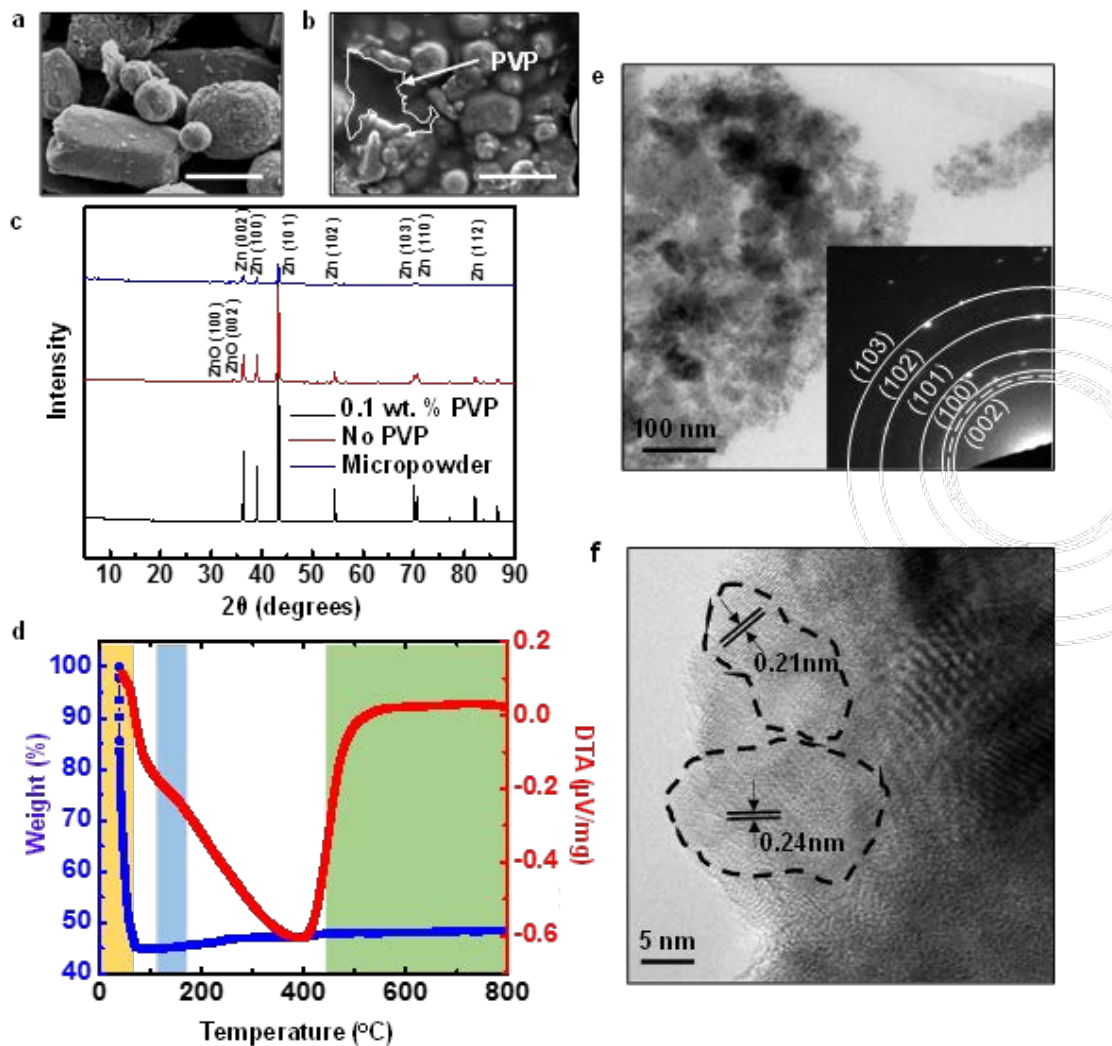 a
b
PVP
c
Zn (002)
Zn (100)
Zn (101)
Zn (102)
Zn (103)
Zn (110)
Zn (112)
ZnO (100)
ZnO (002)
Intensity
0.1 wt. % PVP
No PVP
Micropowder
10 20 30 40 50 60 70 80 90
2θ (degrees)
d
100
90
80
70
60
50
40
Weight (%)
0.2
0.0
-0.2
-0.4
-0.6
DTA (µV/mg)
0 200 400 600 800
Temperature (°C)
e
100 nm
(103)
(102)
(101)
(100)
(002)
f
0.21nm
0.24nm
5 nm